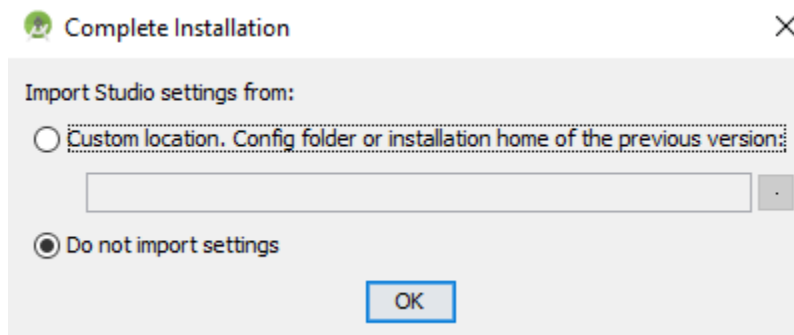 Complete Installation
Import Studio settings from:
Custom location. Config folder or installation home of the previous version:
.
Do not import settings
OK